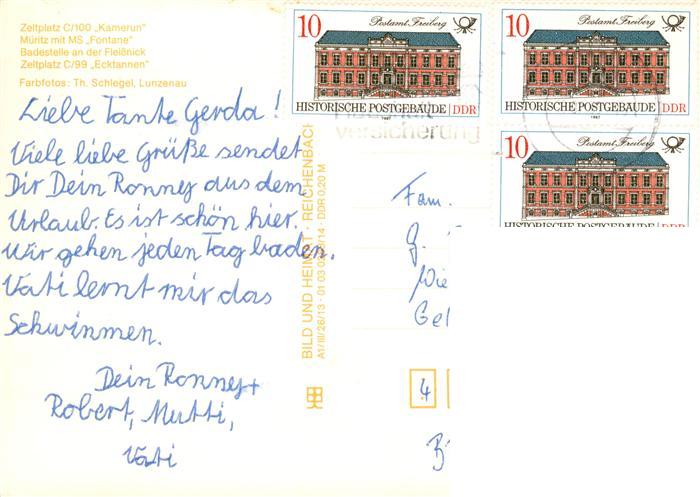 Zeltplatz C/100 „Kamerun"
Müritz mit MS „Fontane"
Badestelle an der Fleißnick
Zeltplatz C/99 „Ecktannen"
Farbfotos: Th. Schlegel, Lunzenau
10 Postamt Freiberg
HISTORISCHE POSTGEBÄUDE DDR
1987
10 Postamt Freiberg
HISTORISCHE POSTGEBÄUDE DDR
1987
10 Postamt Freiberg
HISTORISCHE POSTGEBÄUDE DDR
versicherung
Liebe Tante Gerda!
Viele liebe Grüße sendet
Dir Dein Ronney aus dem
Urlaub. Es ist schön hier.
Wir gehen jeden Tag baden.
Vati lernt mir das
Schwinmen.
Dein Ronney +
Robert, Mutti,
Vati
BILD UND HEIMAT · REICHENBACH
Fam.
G.
Wie
Gel
4